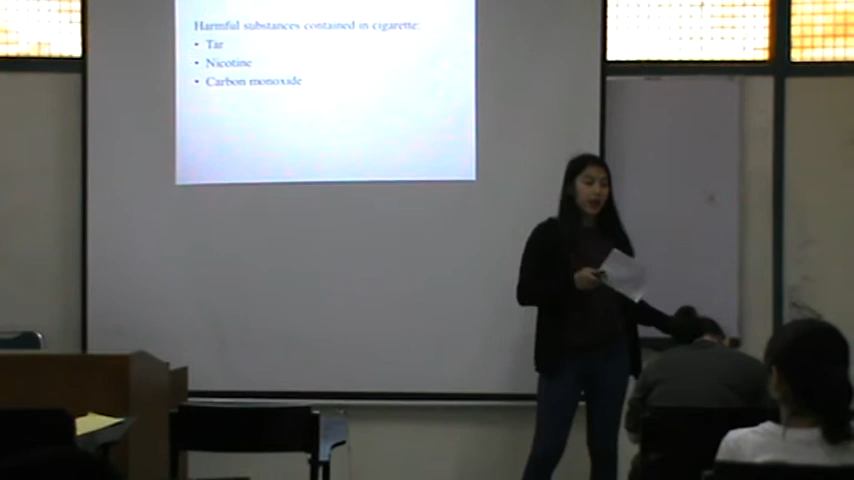 Harmful substances contained in cigarette:
• Tar
• Nicotine
• Carbon monoxide